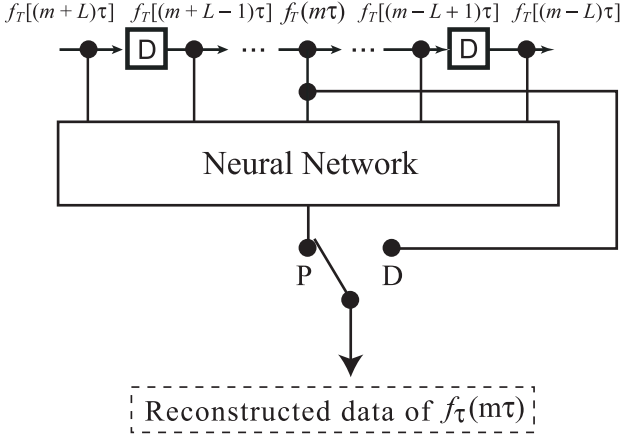 f_T[(m + L)τ] f_T[(m + L − 1)τ] f_T(mτ) f_T[(m − L + 1)τ] f_T[(m − L)τ]
D ... ... D
Neural Network
P D
Reconstructed data of f_τ(mτ)